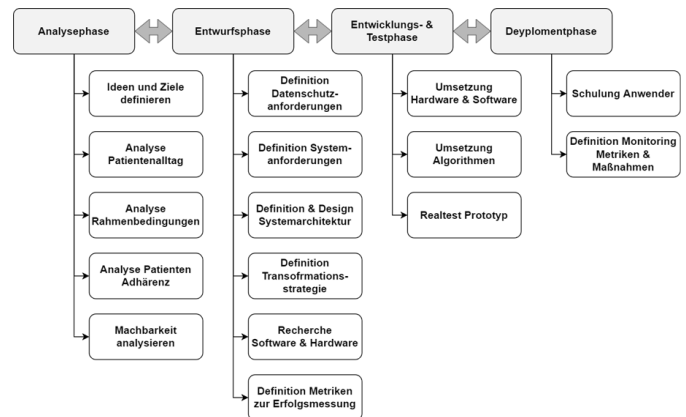 Analysephase
Entwurfsphase
Entwicklungs- &
Testphase
Deyplomentphase
Ideen und Ziele
definieren
Analyse
Patientenalltag
Analyse
Rahmenbedingungen
Analyse Patienten
Adhärenz
Machbarkeit
analysieren
Definition
Datenschutz-
anforderungen
Definition System-
anforderungen
Definition & Design
Systemarchitektur
Definition
Transofrmations-
strategie
Recherche
Software & Hardware
Definition Metriken
zur Erfolgsmessung
Umsetzung
Hardware & Software
Umsetzung
Algorithmen
Realtest Prototyp
Schulung Anwender
Definition Monitoring
Metriken &
Maßnahmen